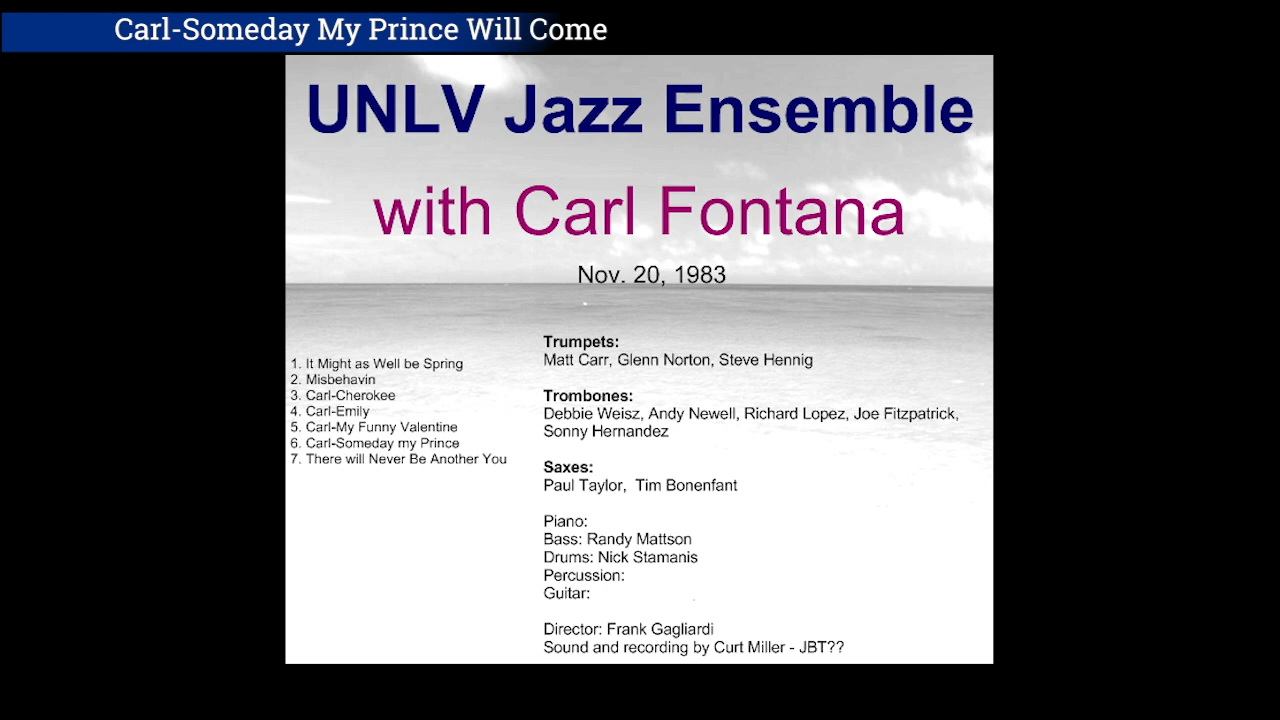 Carl-Someday My Prince Will Come
UNLV Jazz Ensemble
with Carl Fontana
Nov. 20, 1983
1. It Might as Well be Spring
2. Misbehavin
3. Carl-Cherokee
4. Carl-Emily
5. Carl-My Funny Valentine
6. Carl-Someday my Prince
7. There will Never Be Another You
Trumpets:
Matt Carr, Glenn Norton, Steve Hennig
Trombones:
Debbie Weisz, Andy Newell, Richard Lopez, Joe Fitzpatrick,
Sonny Hernandez
Saxes:
Paul Taylor, Tim Bonenfant
Piano:
Bass: Randy Mattson
Drums: Nick Stamanis
Percussion:
Guitar:
Director: Frank Gagliardi
Sound and recording by Curt Miller - JBT??